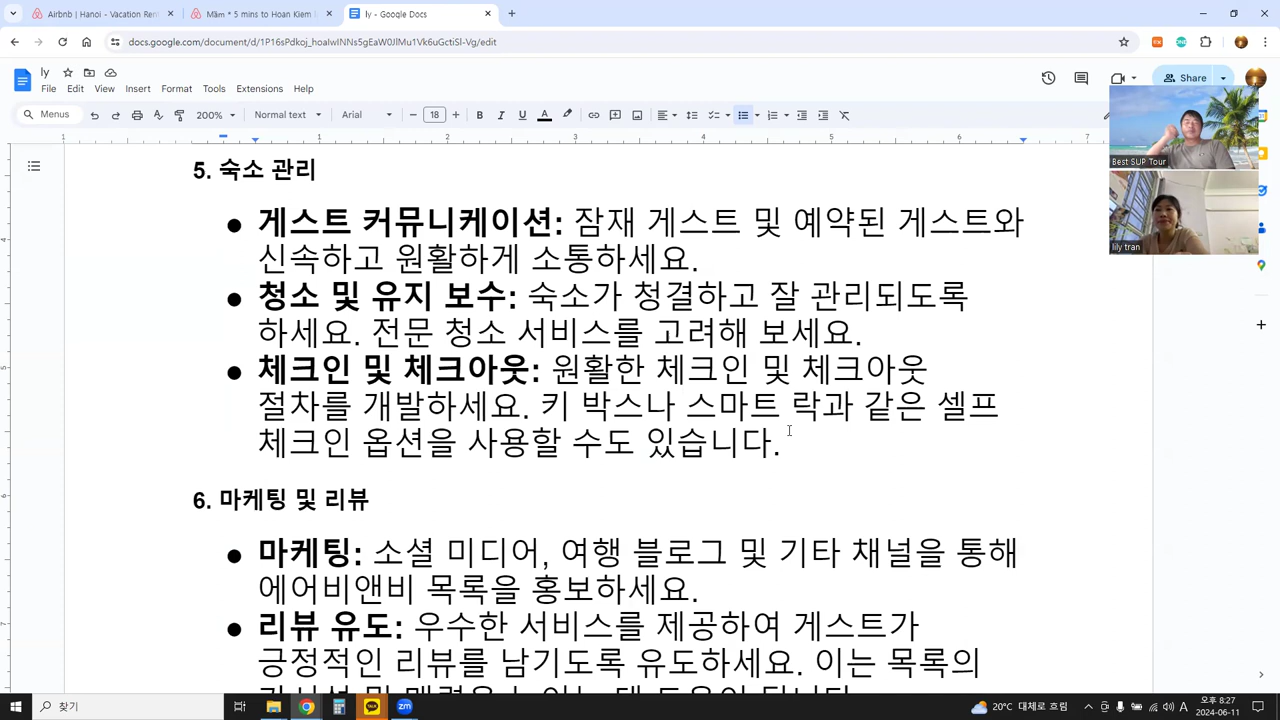 Airbnb | Hanoi - Vacation Ren
Mâm * 5 mins to Hoan Kiem
ly - Google Docs
docs.google.com/document/d/1P16sPdkoj_hoaIwINNs5gEaW0JlMu1Vk6uGctiSl-Vg/edit
ly
File Edit View Insert Format Tools Extensions Help
Share
Menus 200% Normal text Arial 18 B I U A
1 1 2 3 4 5 6 7
5. 숙소 관리
● 게스트 커뮤니케이션: 잠재 게스트 및 예약된 게스트와
신속하고 원활하게 소통하세요.
● 청소 및 유지 보수: 숙소가 청결하고 잘 관리되도록
하세요. 전문 청소 서비스를 고려해 보세요.
● 체크인 및 체크아웃: 원활한 체크인 및 체크아웃
절차를 개발하세요. 키 박스나 스마트 락과 같은 셀프
체크인 옵션을 사용할 수도 있습니다.
6. 마케팅 및 리뷰
● 마케팅: 소셜 미디어, 여행 블로그 및 기타 채널을 통해
에어비앤비 목록을 홍보하세요.
● 리뷰 유도: 우수한 서비스를 제공하여 게스트가
긍정적인 리뷰를 남기도록 유도하세요. 이는 목록의
Best SUP Tour
lily tran
찾기
20°C 대체로 흐림
A
오후 8:27
2024-06-11